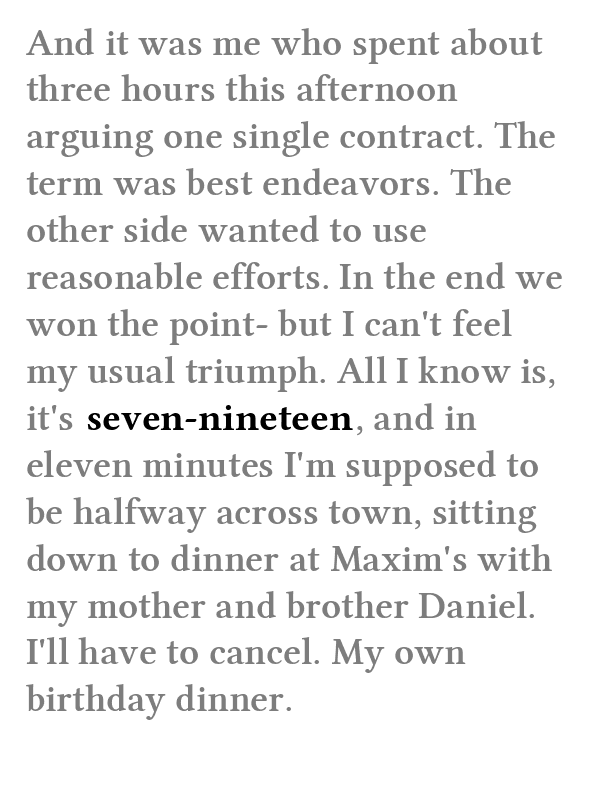 And it was me who spent about
three hours this afternoon
arguing one single contract. The
term was best endeavors. The
other side wanted to use
reasonable efforts. In the end we
won the point- but I can't feel
my usual triumph. All I know is,
it's seven-nineteen, and in
eleven minutes I'm supposed to
be halfway across town, sitting
down to dinner at Maxim's with
my mother and brother Daniel.
I'll have to cancel. My own
birthday dinner.